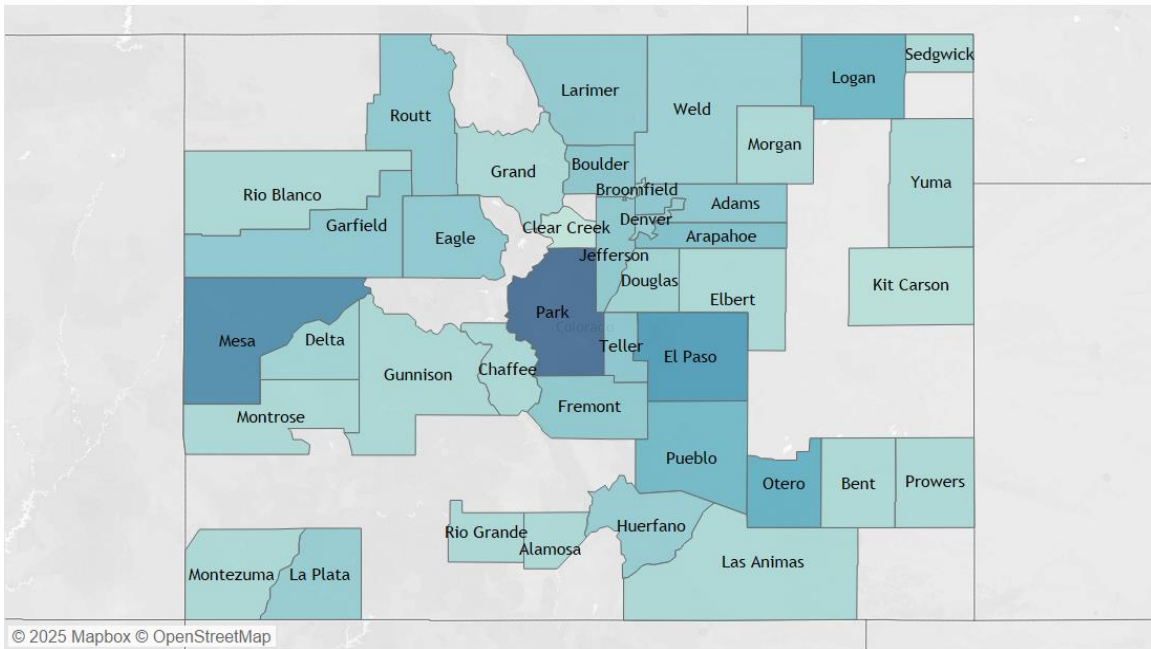 Sedgwick
Logan
Larimer
Weld
Routt
Morgan
Boulder
Grand
Yuma
Rio Blanco
Broomfield
Adams
Denver
Clear Creek
Garfield
Eagle
Arapahoe
Jefferson
Douglas
Kit Carson
Elbert
Park
Colorado
Mesa
Delta
Teller
El Paso
Chaffee
Gunnison
Fremont
Montrose
Pueblo
Otero
Bent
Prowers
Huerfano
Rio Grande
Alamosa
Las Animas
Montezuma
La Plata
© 2025 Mapbox © OpenStreetMap